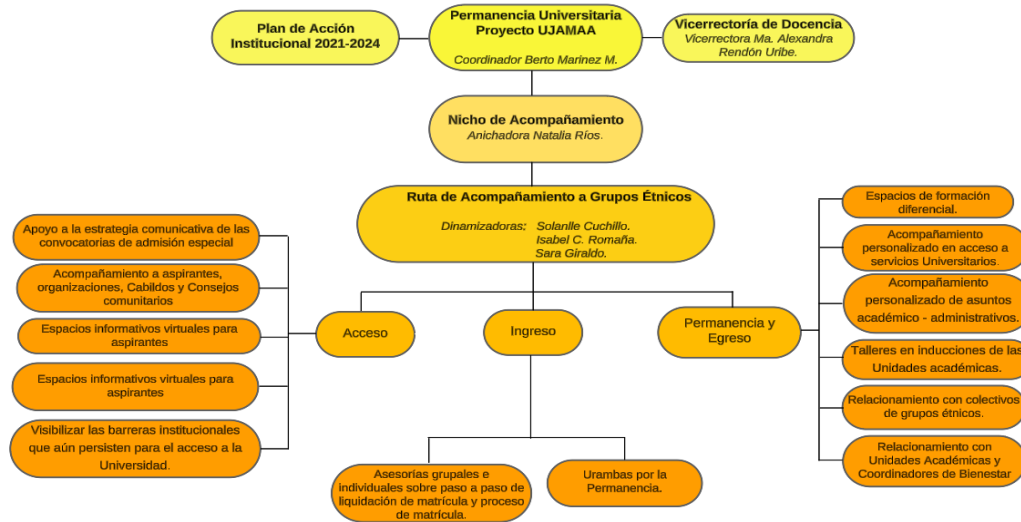 Plan de Acción
Institucional 2021-2024
Permanencia Universitaria
Proyecto UJAMAA
Coordinador Berto Marinez M.
Vicerrectoría de Docencia
Vicerrectora Ma. Alexandra
Rendón Uribe.
Nicho de Acompañamiento
Anichadora Natalia Ríos.
Ruta de Acompañamiento a Grupos Étnicos
Dinamizadoras: Solanlle Cuchillo.
Isabel C. Romaña.
Sara Giraldo.
Acceso
Ingreso
Permanencia y
Egreso
Apoyo a la estrategia comunicativa de las
convocatorias de admisión especial
Acompañamiento a aspirantes,
organizaciones, Cabildos y Consejos
comunitarios
Espacios informativos virtuales para
aspirantes
Espacios informativos virtuales para
aspirantes
Visibilizar las barreras institucionales
que aún persisten para el acceso a la
Universidad.
Asesorías grupales e
individuales sobre paso a paso de
liquidación de matrícula y proceso
de matrícula.
Urambas por la
Permanencia.
Espacios de formación
diferencial.
Acompañamiento
personalizado en acceso a
servicios Universitarios.
Acompañamiento
personalizado de asuntos
académico - administrativos.
Talleres en inducciones de las
Unidades académicas.
Relacionamiento con colectivos
de grupos étnicos.
Relacionamiento con
Unidades Académicas y
Coordinadores de Bienestar